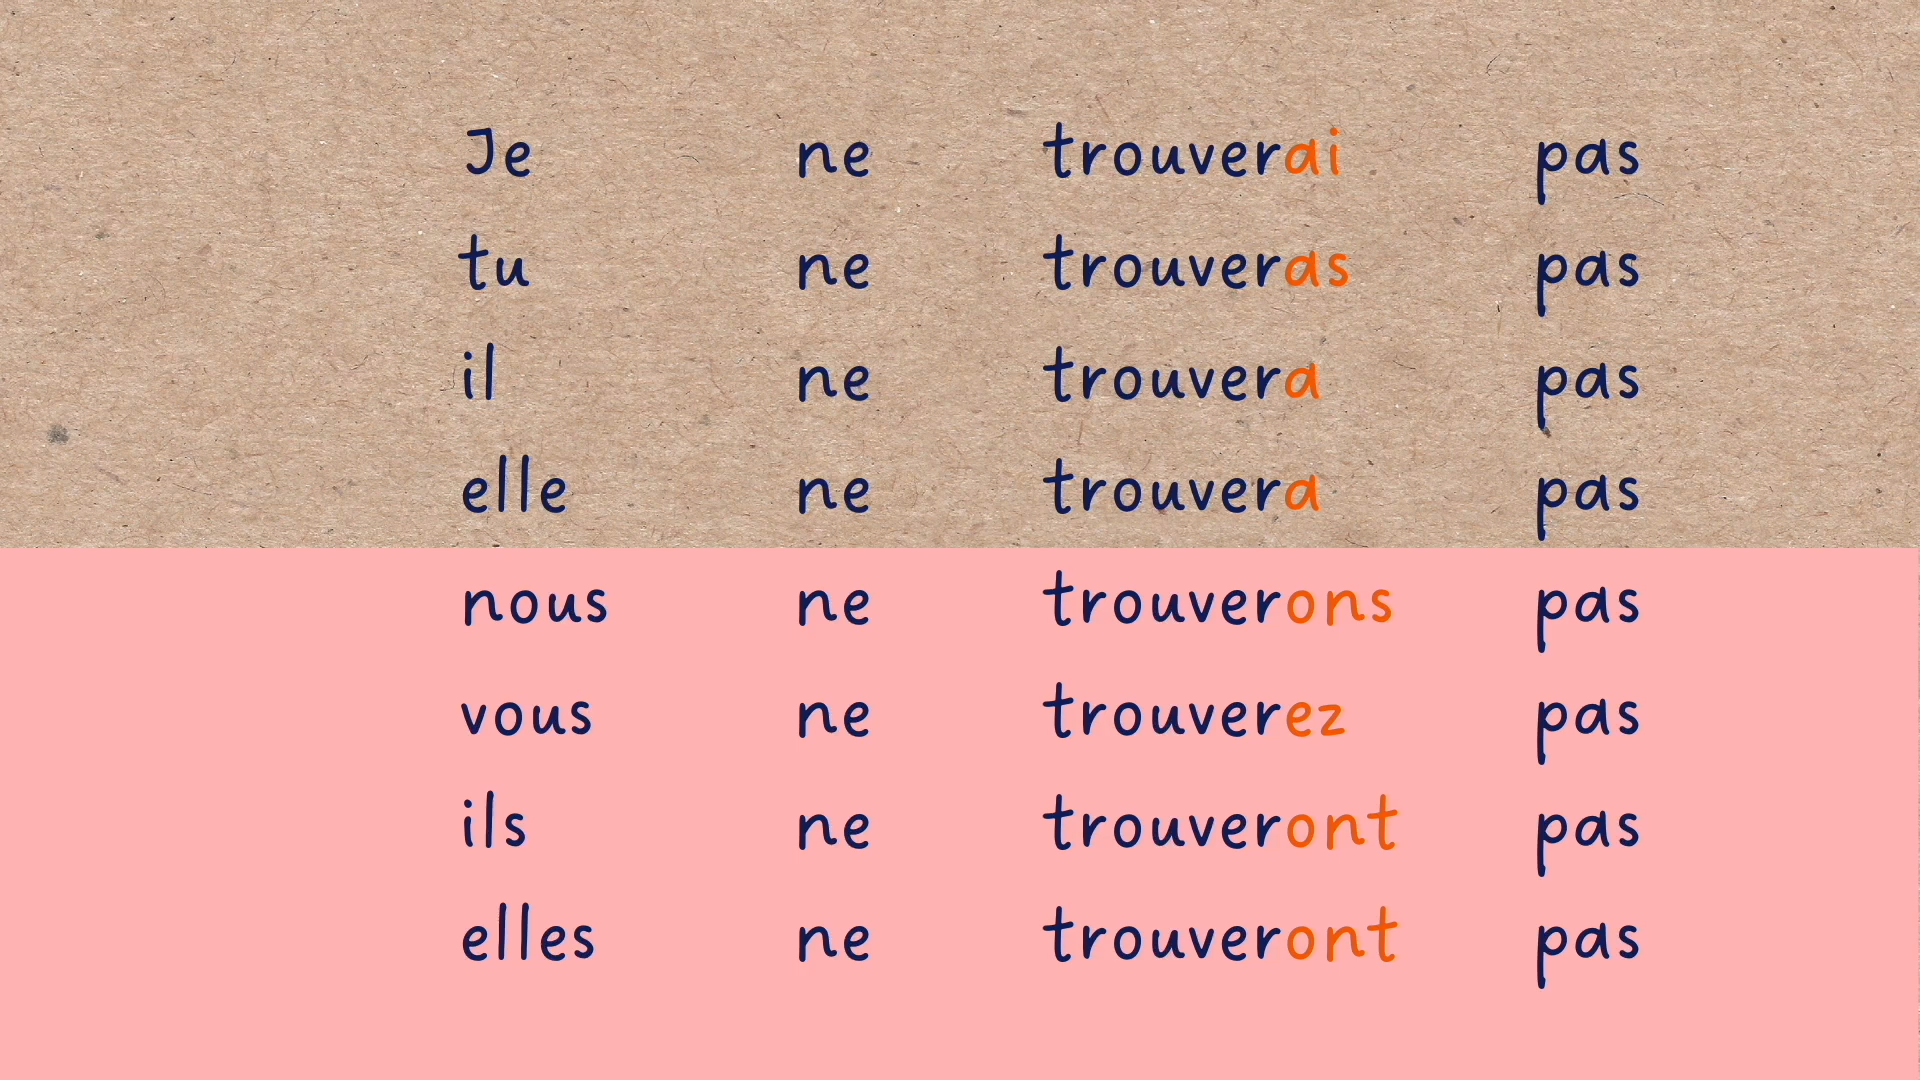 Je ne trouverai pas
tu ne trouveras pas
il ne trouvera pas
elle ne trouvera pas
nous ne trouverons pas
vous ne trouverez pas
ils ne trouveront pas
elles ne trouveront pas